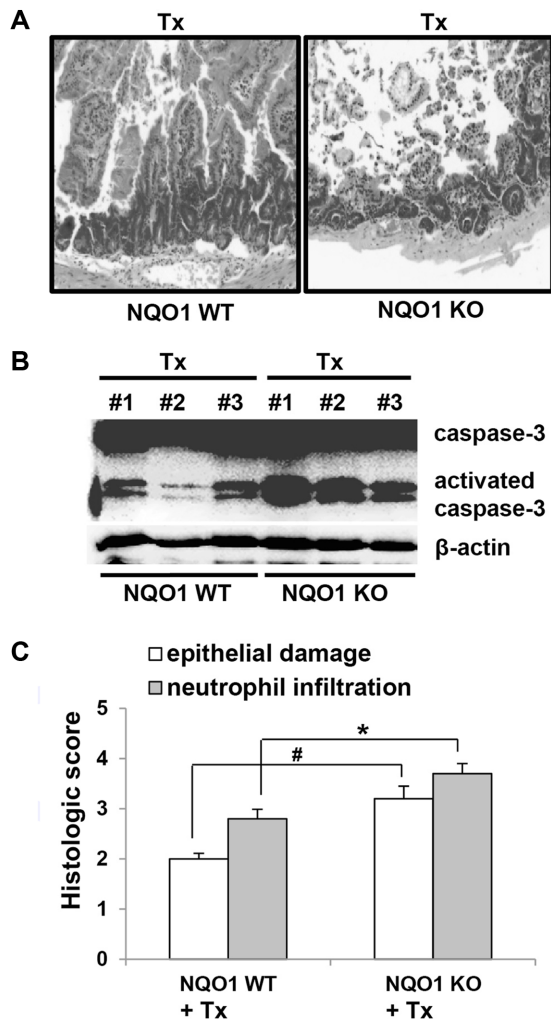 A
Tx Tx
NQO1 WT NQO1 KO
B
Tx Tx
#1 #2 #3 #1 #2 #3
caspase-3
activated
caspase-3
β-actin
NQO1 WT NQO1 KO
C
epithelial damage
neutrophil infiltration
Histologic score
5
4
3
2
1
0
# *
NQO1 WT NQO1 KO
+ Tx + Tx